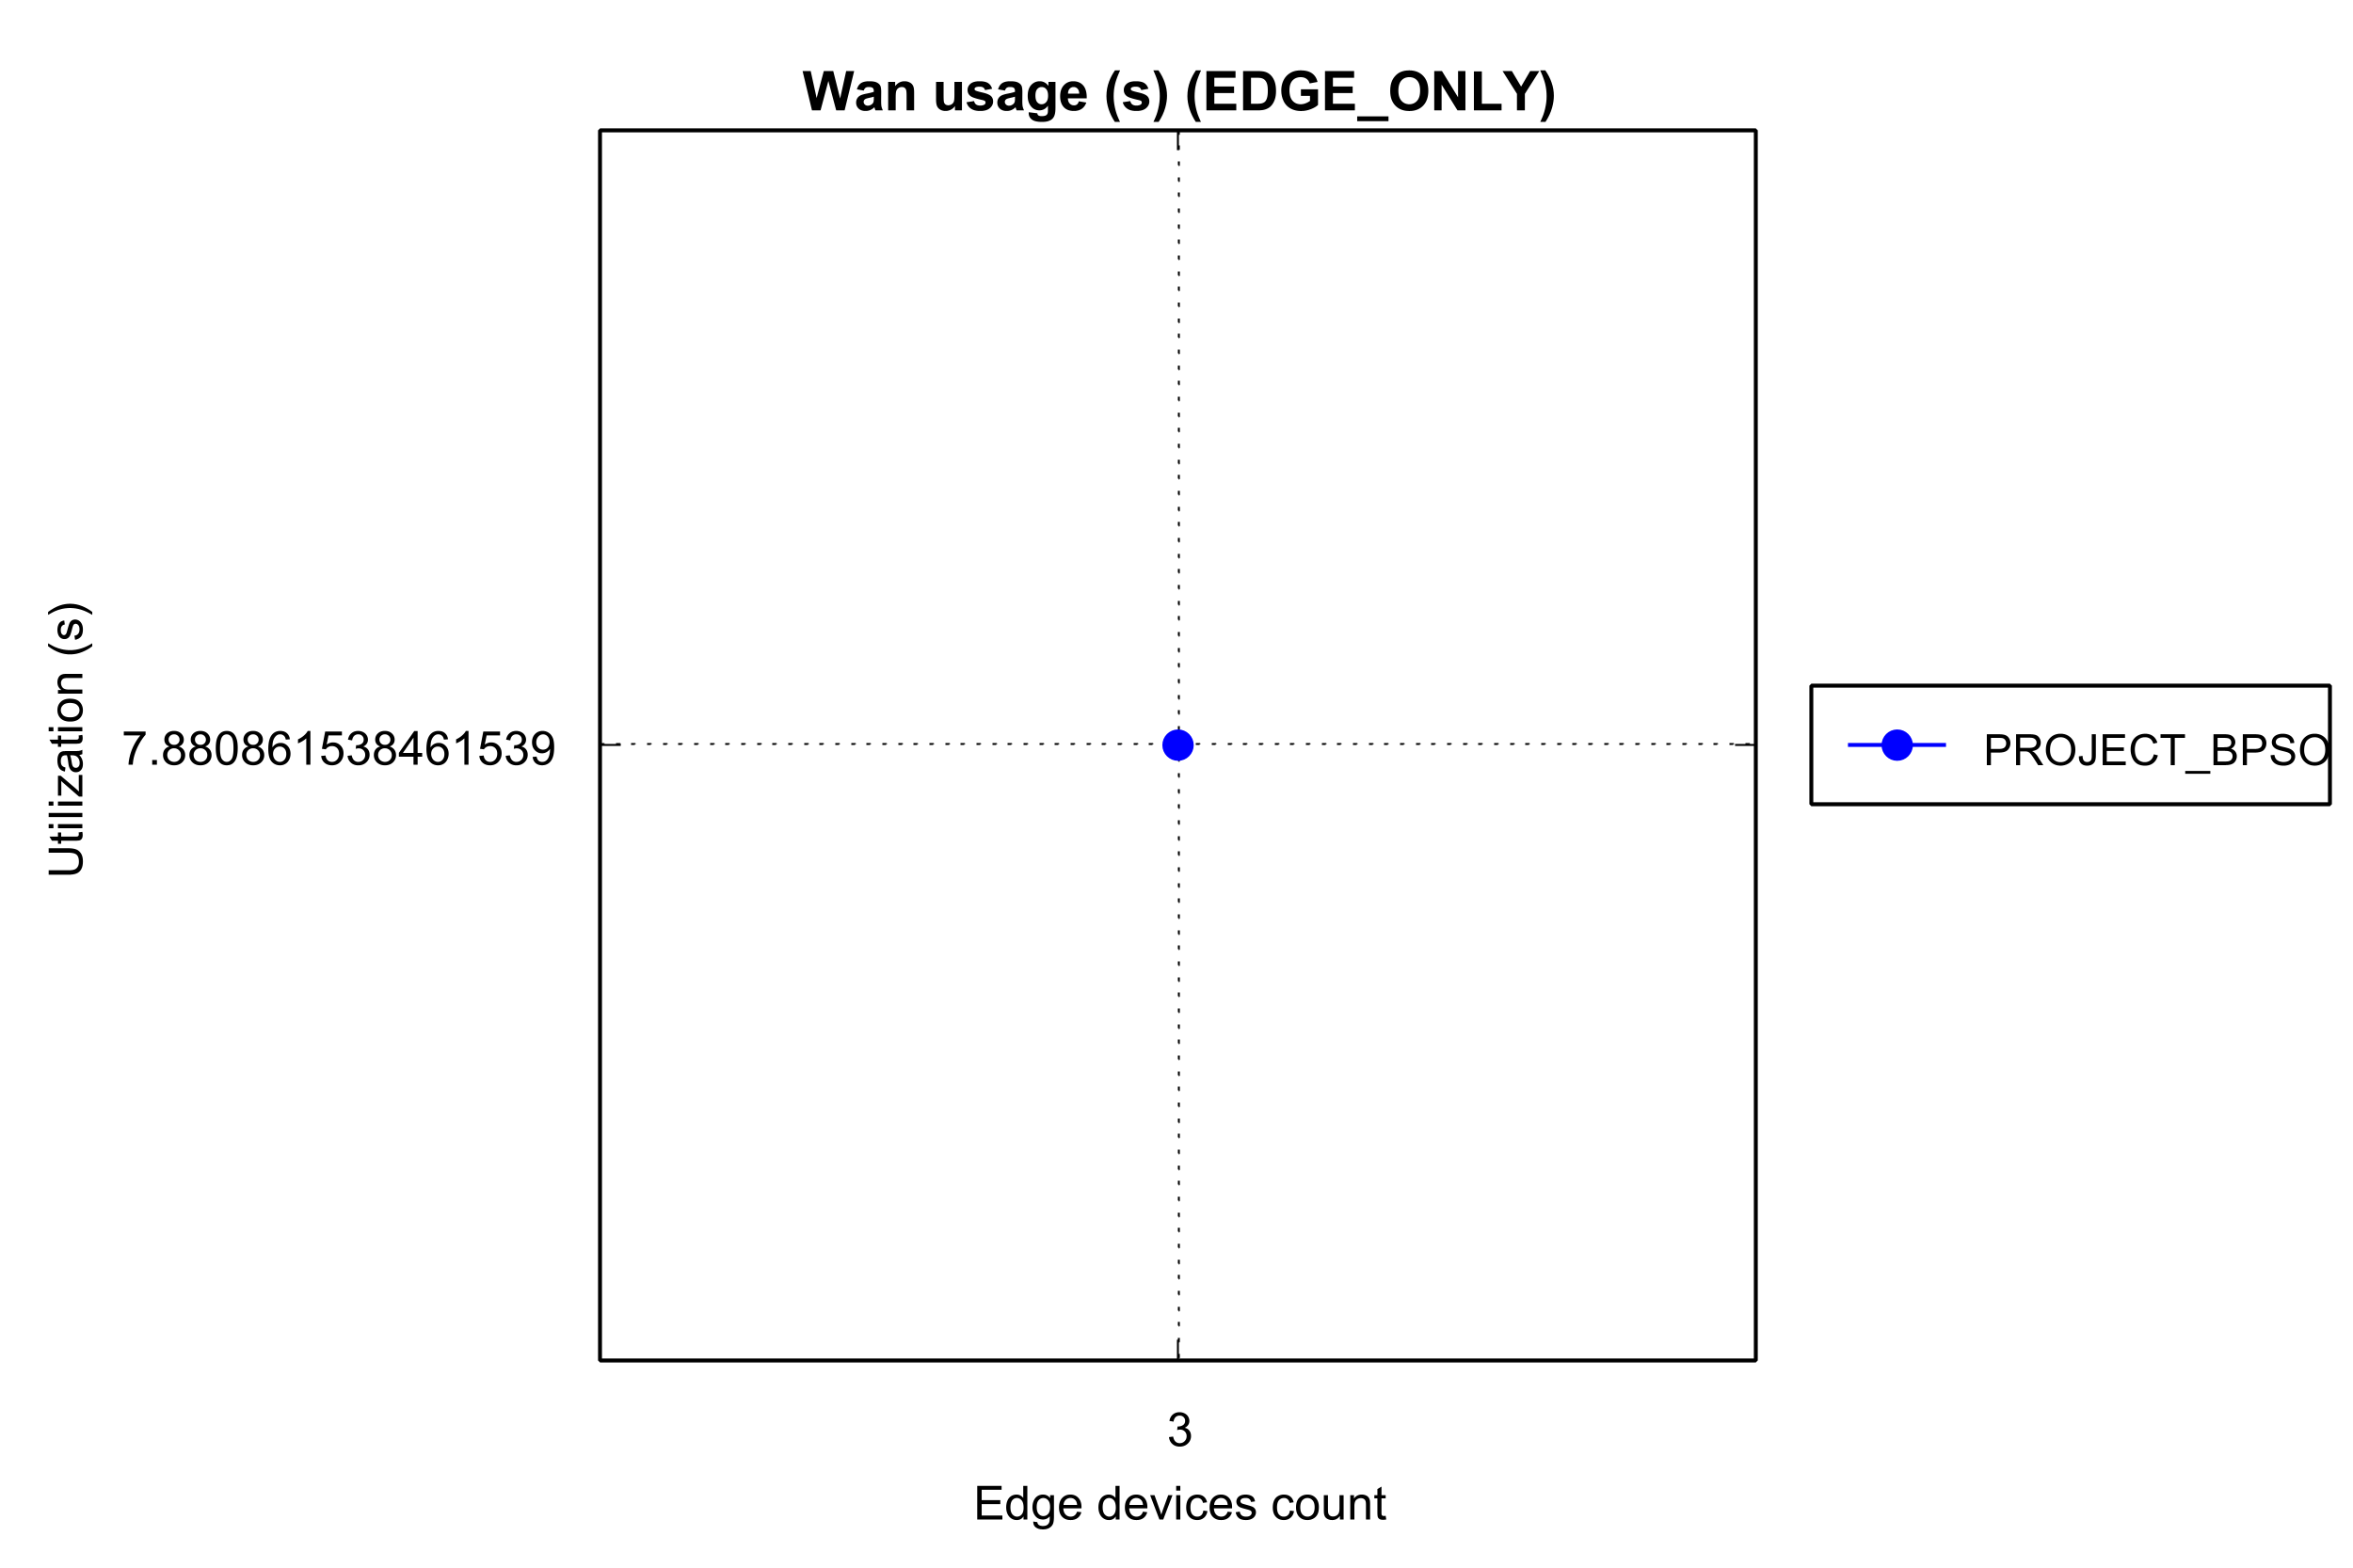 Wan usage (s) (EDGE_ONLY)
Utilization (s)
7.880861538461539
PROJECT_BPSO
3
Edge devices count